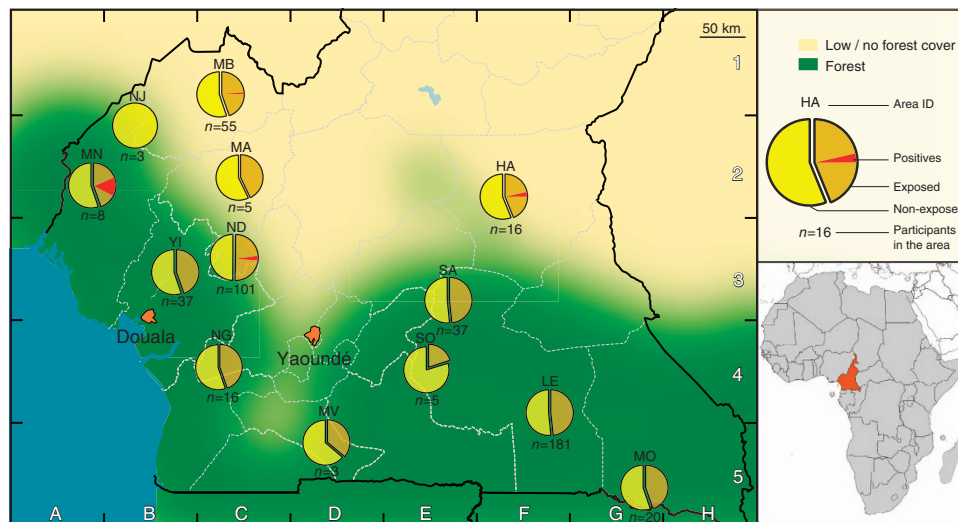 50 km
1
2
3
4
5
A B C D E F G H
MB
n=55
NJ
n=3
MN
n=8
MA
n=5
HA
n=16
ND
n=101
YI
n=37
SA
n=37
Douala
Yaoundé
NG
n=16
SO
n=5
LE
n=181
MV
n=3
MO
n=20
Low / no forest cover
Forest
HA
Area ID
Positives
Exposed
Non-expose
n=16
Participants
in the area